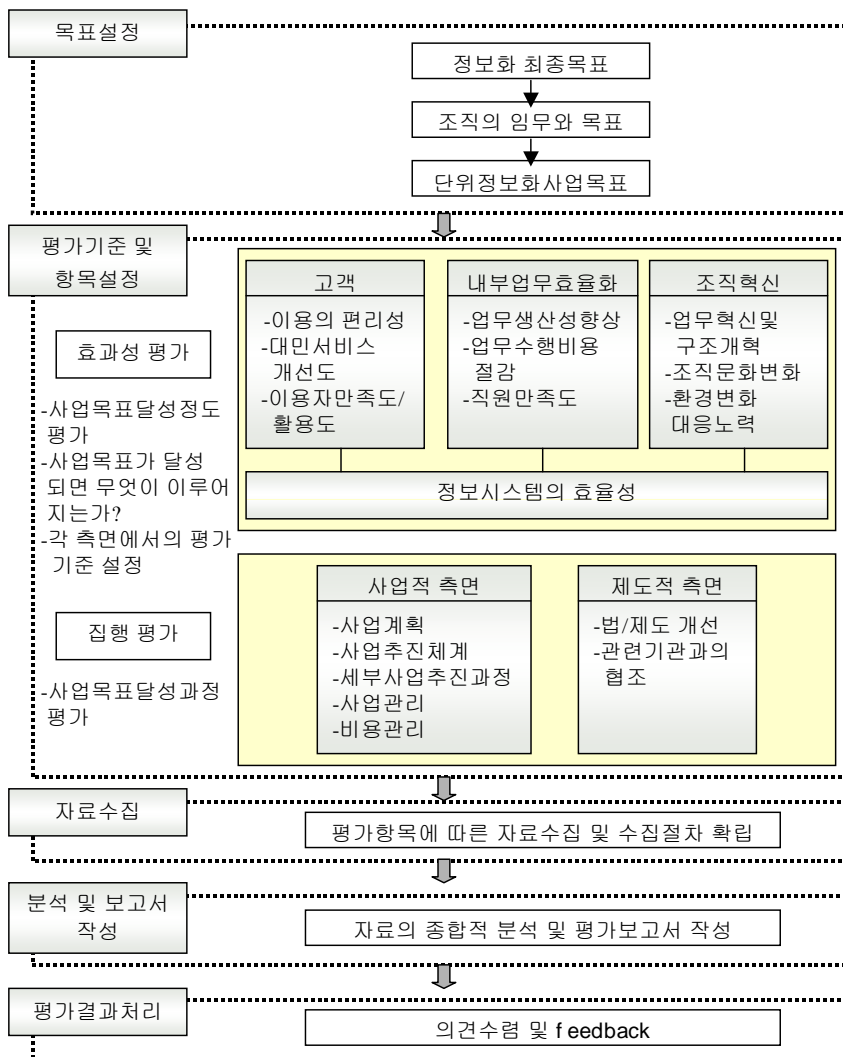 목표설정
정보화 최종목표
조직의 임무와 목표
단위정보화사업목표
평가기준 및
항목설정
효과성 평가
-사업목표달성정도
평가
-사업목표가 달성
되면 무엇이 이루어
지는가?
-각 측면에서의 평가
기준 설정
고객
-이용의 편리성
-대민서비스
개선도
-이용자만족도/
활용도
내부업무효율화
-업무생산성향상
-업무수행비용
절감
-직원만족도
조직혁신
-업무혁신및
구조개혁
-조직문화변화
-환경변화
대응노력
정보시스템의 효율성
집행 평가
-사업목표달성과정
평가
사업적 측면
-사업계획
-사업추진체계
-세부사업추진과정
-사업관리
-비용관리
제도적 측면
-법/제도 개선
-관련기관과의
협조
자료수집
평가항목에 따른 자료수집 및 수집절차 확립
분석 및 보고서
작성
자료의 종합적 분석 및 평가보고서 작성
평가결과처리
의견수렴 및 feedback